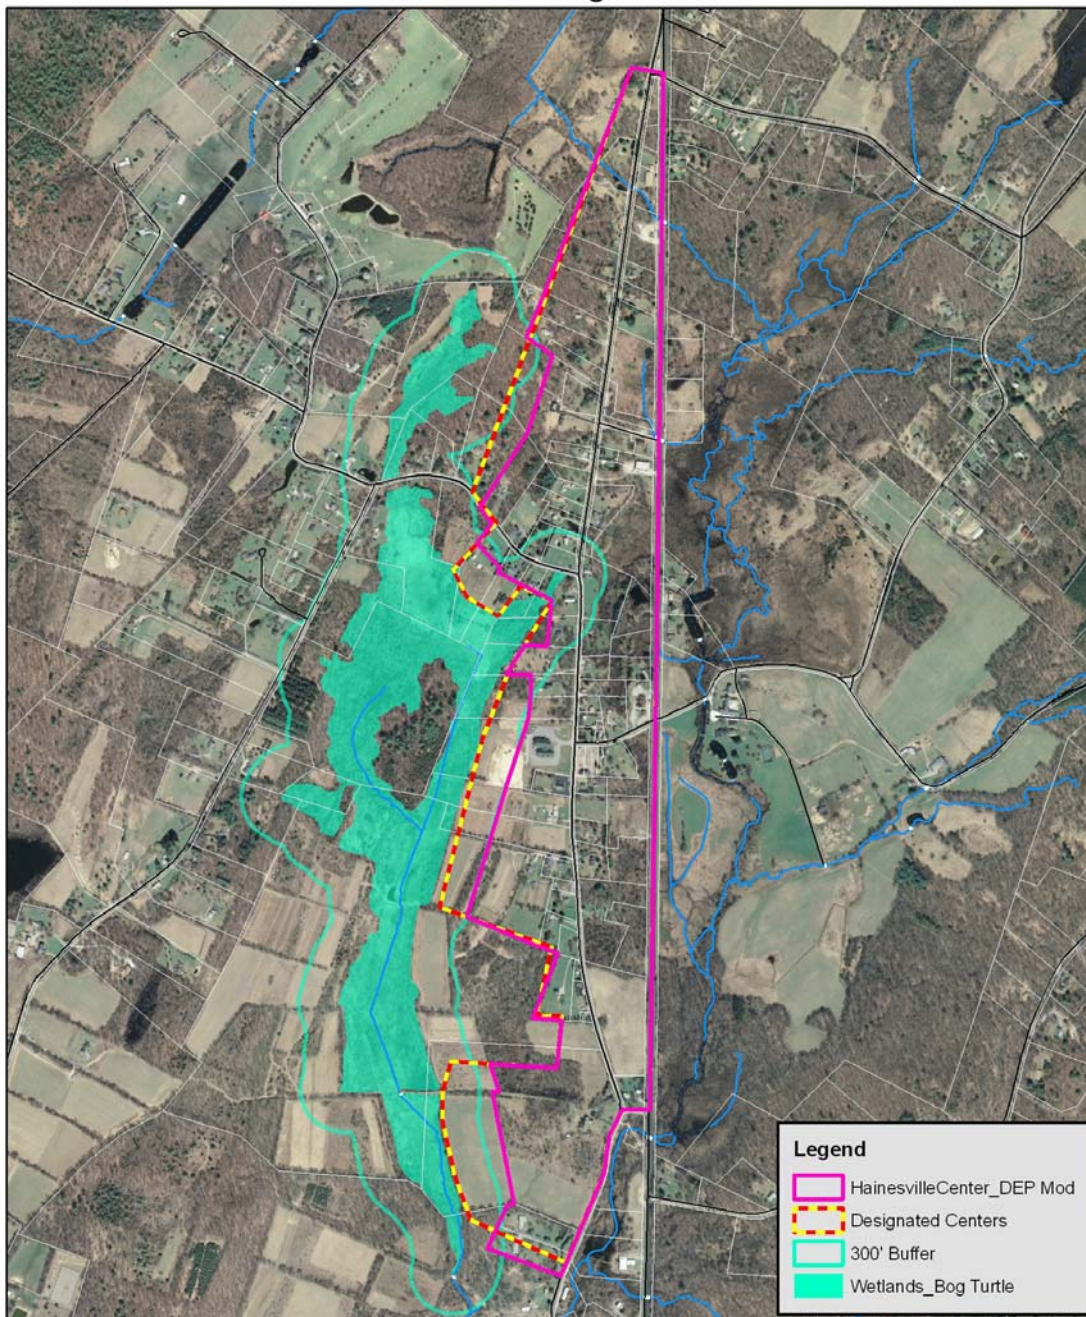 Legend
HainesvilleCenter_DEP Mod
Designated Centers
300' Buffer
Wetlands_Bog Turtle